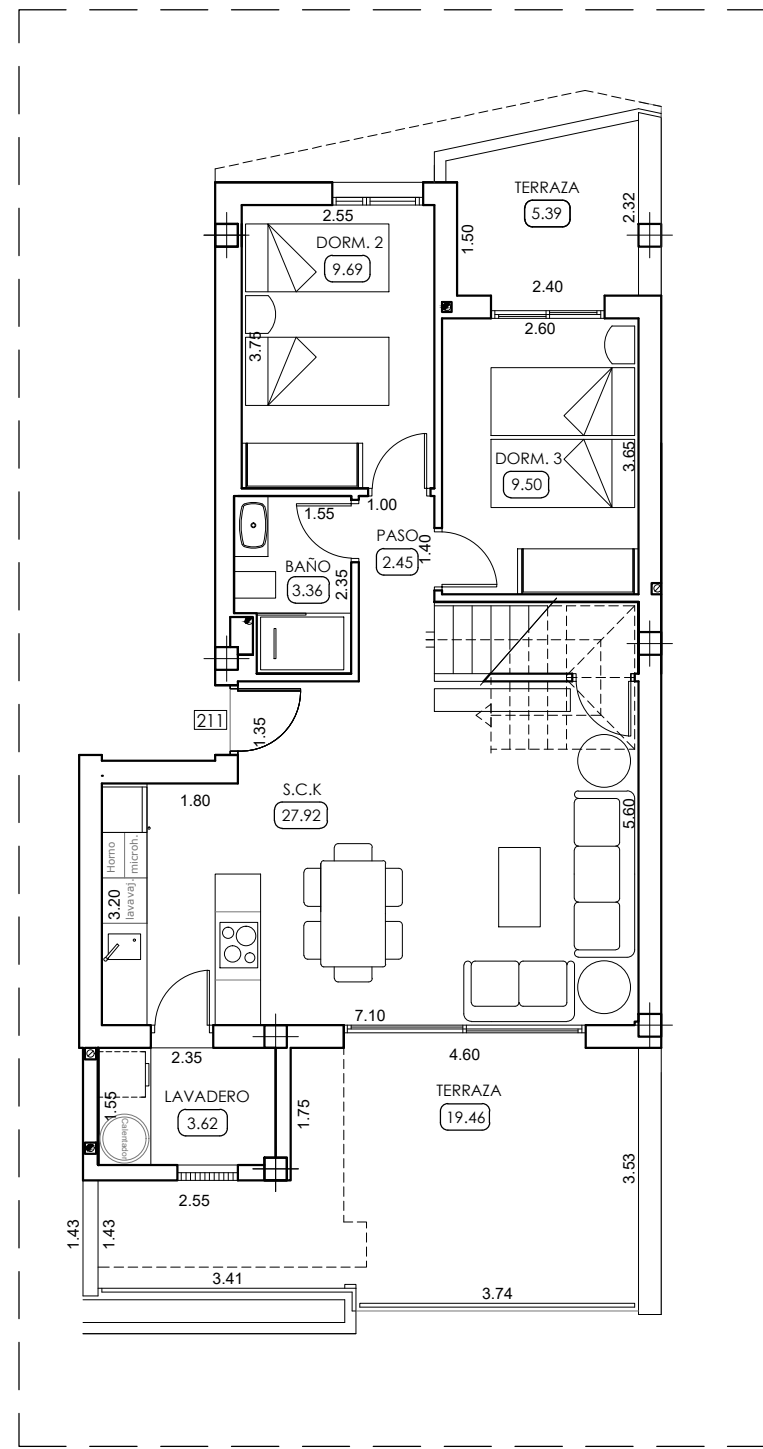 TERRAZA
5.39
2.32
2.55
DORM. 2
9.69
1.50
2.40
2.60
3.75
DORM. 3
9.50
3.65
1.55
1.00
PASO
2.45
1.40
BAÑO
3.36
2.35
211
1.35
1.80
S.C.K
27.92
5.60
Horno
microh.
lavavaj.
3.20
7.10
2.35
4.60
LAVADERO
3.62
1.55
Calentador
1.75
TERRAZA
19.46
3.53
2.55
1.43
1.43
3.41
3.74